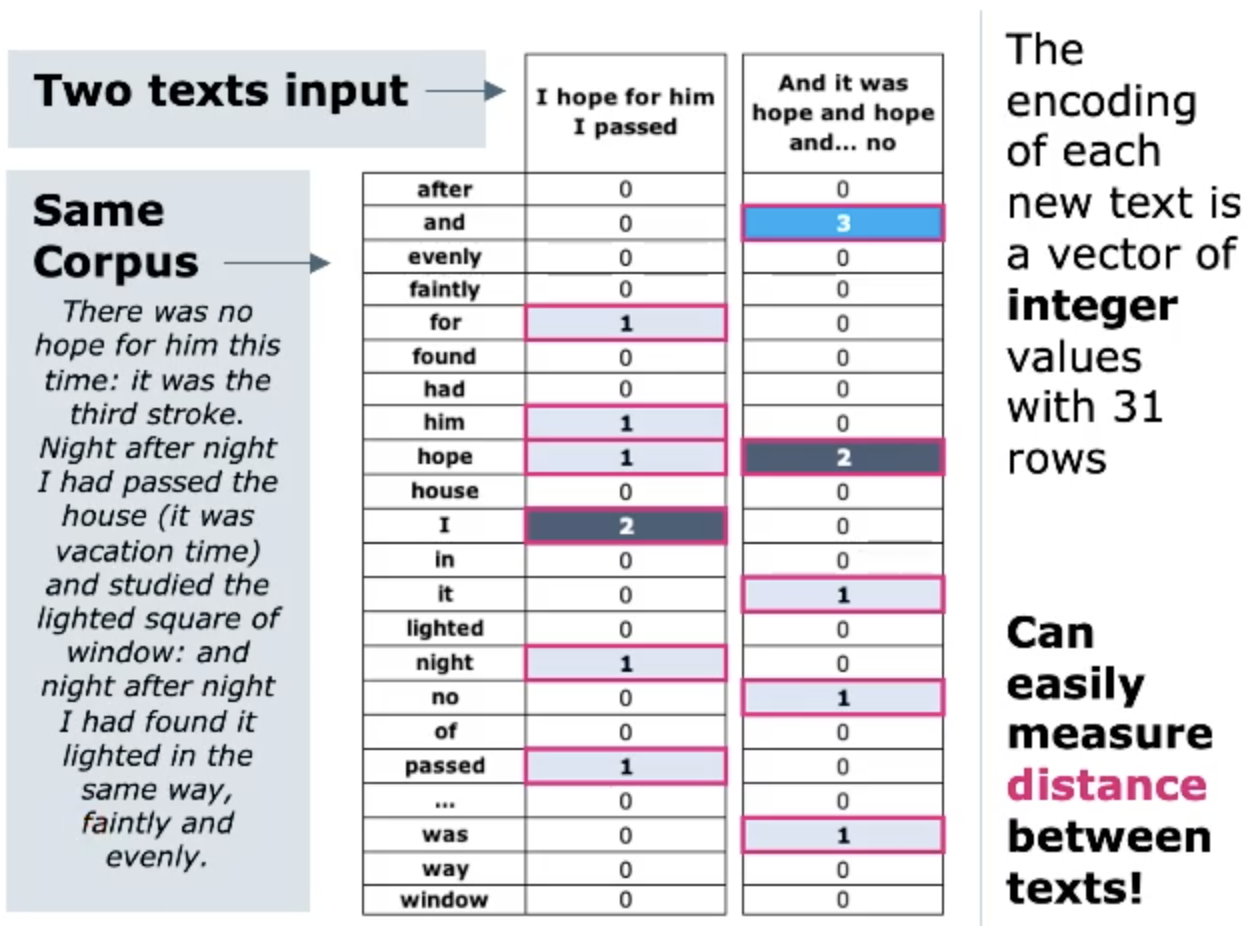 Two texts input
I hope for him
I passed
And it was
hope and hope
and... no
The
encoding
of each
new text is
a vector of
integer
values
with 31
rows
Same
Corpus
There was no
hope for him this
time: it was the
third stroke.
Night after night
I had passed the
house (it was
vacation time)
and studied the
lighted square of
window: and
night after night
I had found it
lighted in the
same way,
faintly and
evenly.
after 0 0
and 0 3
evenly 0 0
faintly 0 0
for 1 0
found 0 0
had 0 0
him 1 0
hope 1 2
house 0 0
I 2 0
in 0 0
it 0 1
lighted 0 0
night 1 0
no 0 1
of 0 0
passed 1 0
... 0 0
was 0 1
way 0 0
window 0 0
Can
easily
measure
distance
between
texts!